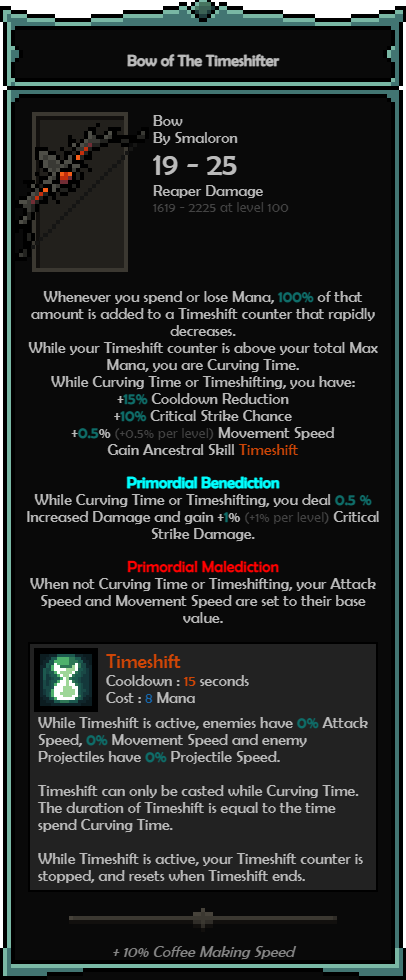 Bow of The Timeshifter
Bow
By Smaloron
19 - 25
Reaper Damage
1619 - 2225 at level 100
Whenever you spend or lose Mana, 100% of that
amount is added to a Timeshift counter that rapidly
decreases.
While your Timeshift counter is above your total Max
Mana, you are Curving Time.
While Curving Time or Timeshifting, you have:
+15% Cooldown Reduction
+10% Critical Strike Chance
+0.5% (+0.5% per level) Movement Speed
Gain Ancestral Skill Timeshift
Primordial Benediction
While Curving Time or Timeshifting, you deal 0.5 %
Increased Damage and gain +1% (+1% per level) Critical
Strike Damage.
Primordial Malediction
When not Curving Time or Timeshifting, your Attack
Speed and Movement Speed are set to their base
value.
Timeshift
Cooldown : 15 seconds
Cost : 8 Mana
While Timeshift is active, enemies have 0% Attack
Speed, 0% Movement Speed and enemy
Projectiles have 0% Projectile Speed.
Timeshift can only be casted while Curving Time.
The duration of Timeshift is equal to the time
spend Curving Time.
While Timeshift is active, your Timeshift counter is
stopped, and resets when Timeshift ends.
+ 10% Coffee Making Speed